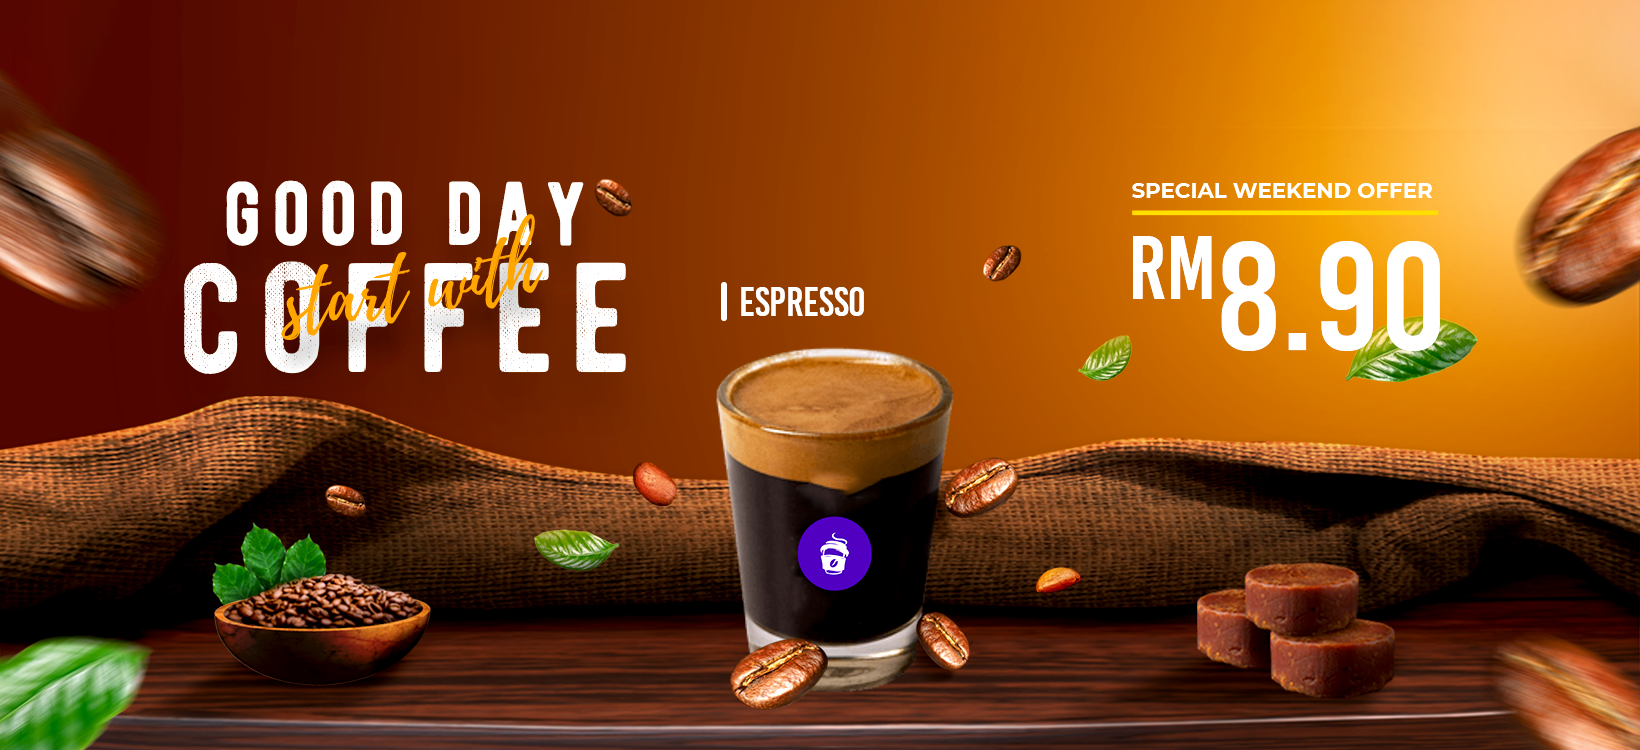 GOOD DAY
start with
COFFEE
ESPRESSO
SPECIAL WEEKEND OFFER
RM8.90